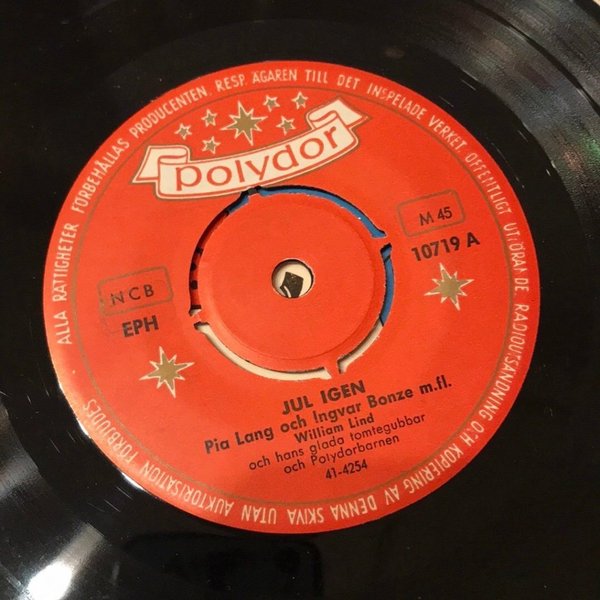 ALLA RÄTTIGHETER FÖRBEHÅLLAS PRODUCENTEN RESP. ÄGAREN TILL DET INSPELADE VERKET. OFFENTLIGT UTFÖRANDE, RADIOUTSÄNDNING OCH KOPIERING AV DENNA SKIVA UTAN AUKTORISATION FÖRBJUDES
polydor
M 45
10719 A
NCB
EPH
JUL IGEN
Pia Lang och Ingvar Bonze m.fl.
William Lind
och hans glada tomtegubbar
och Polydorbarnen
41-4254